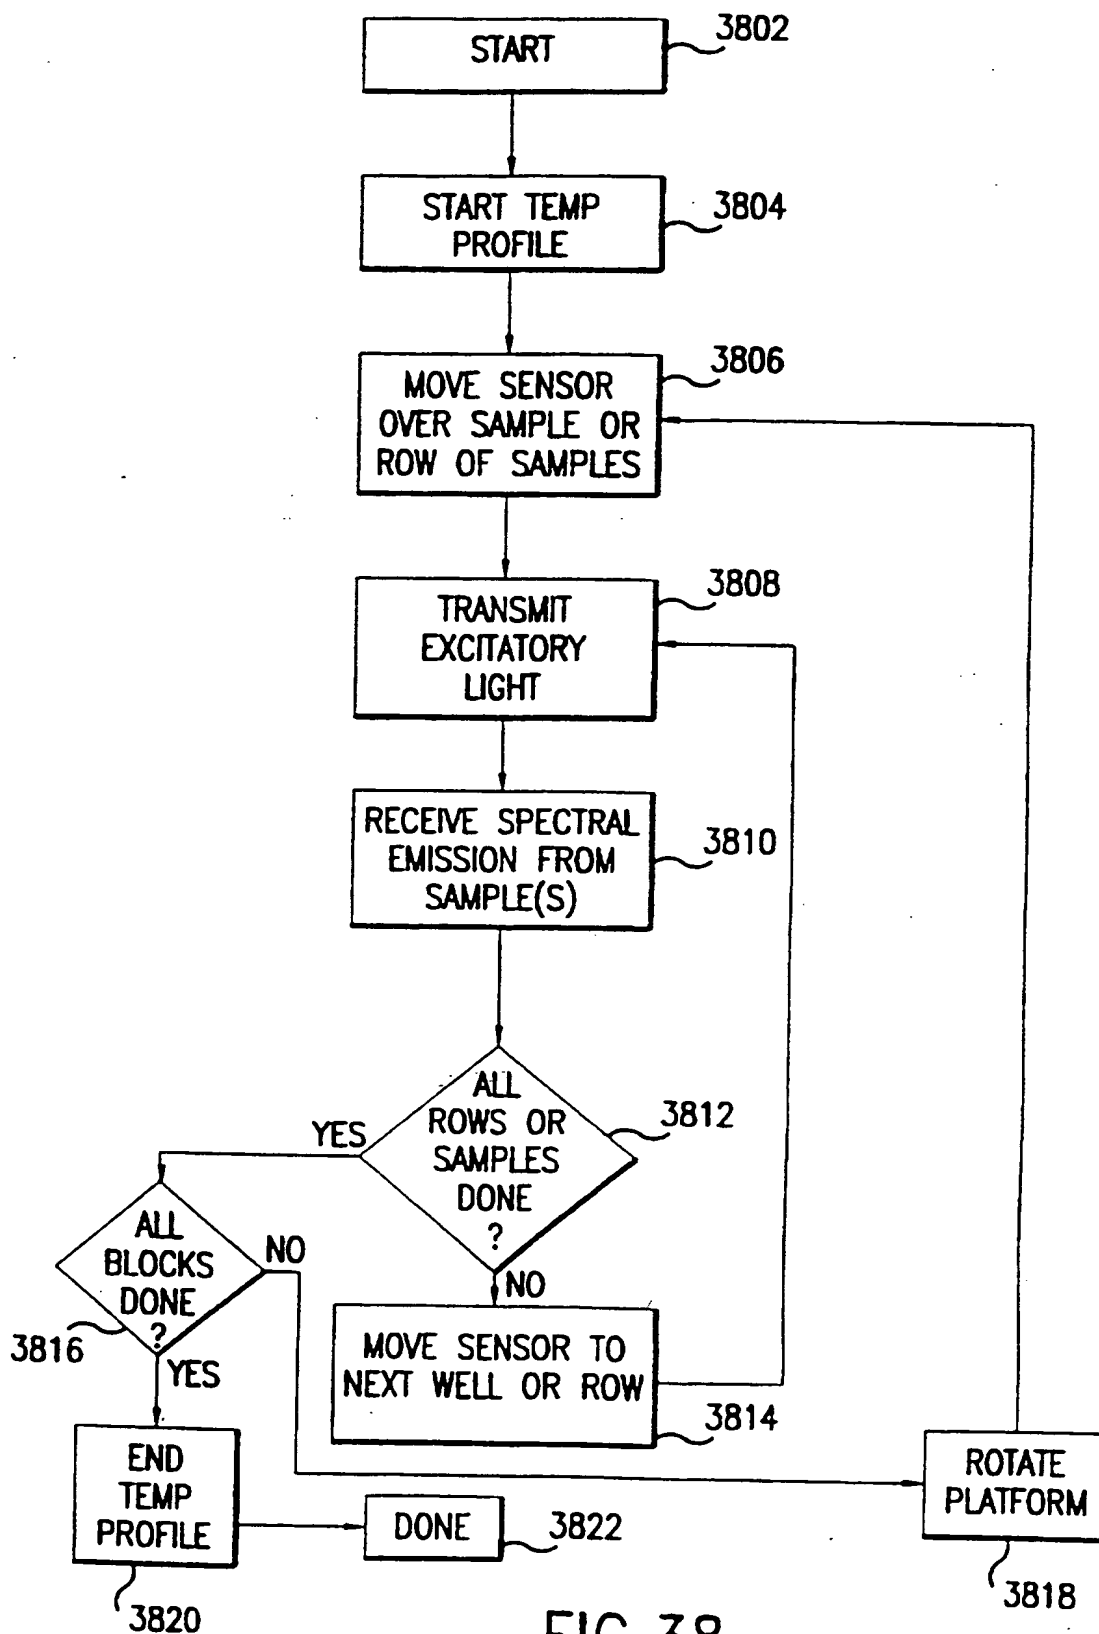 START
3802
START TEMP
PROFILE
3804
MOVE SENSOR
OVER SAMPLE OR
ROW OF SAMPLES
3806
TRANSMIT
EXCITATORY
LIGHT
3808
RECEIVE SPECTRAL
EMISSION FROM
SAMPLE(S)
3810
ALL
ROWS OR
SAMPLES
DONE
?
3812
YES
NO
ALL
BLOCKS
DONE
?
3816
NO
YES
MOVE SENSOR TO
NEXT WELL OR ROW
3814
END
TEMP
PROFILE
3820
DONE
3822
ROTATE
PLATFORM
3818
FIG.38